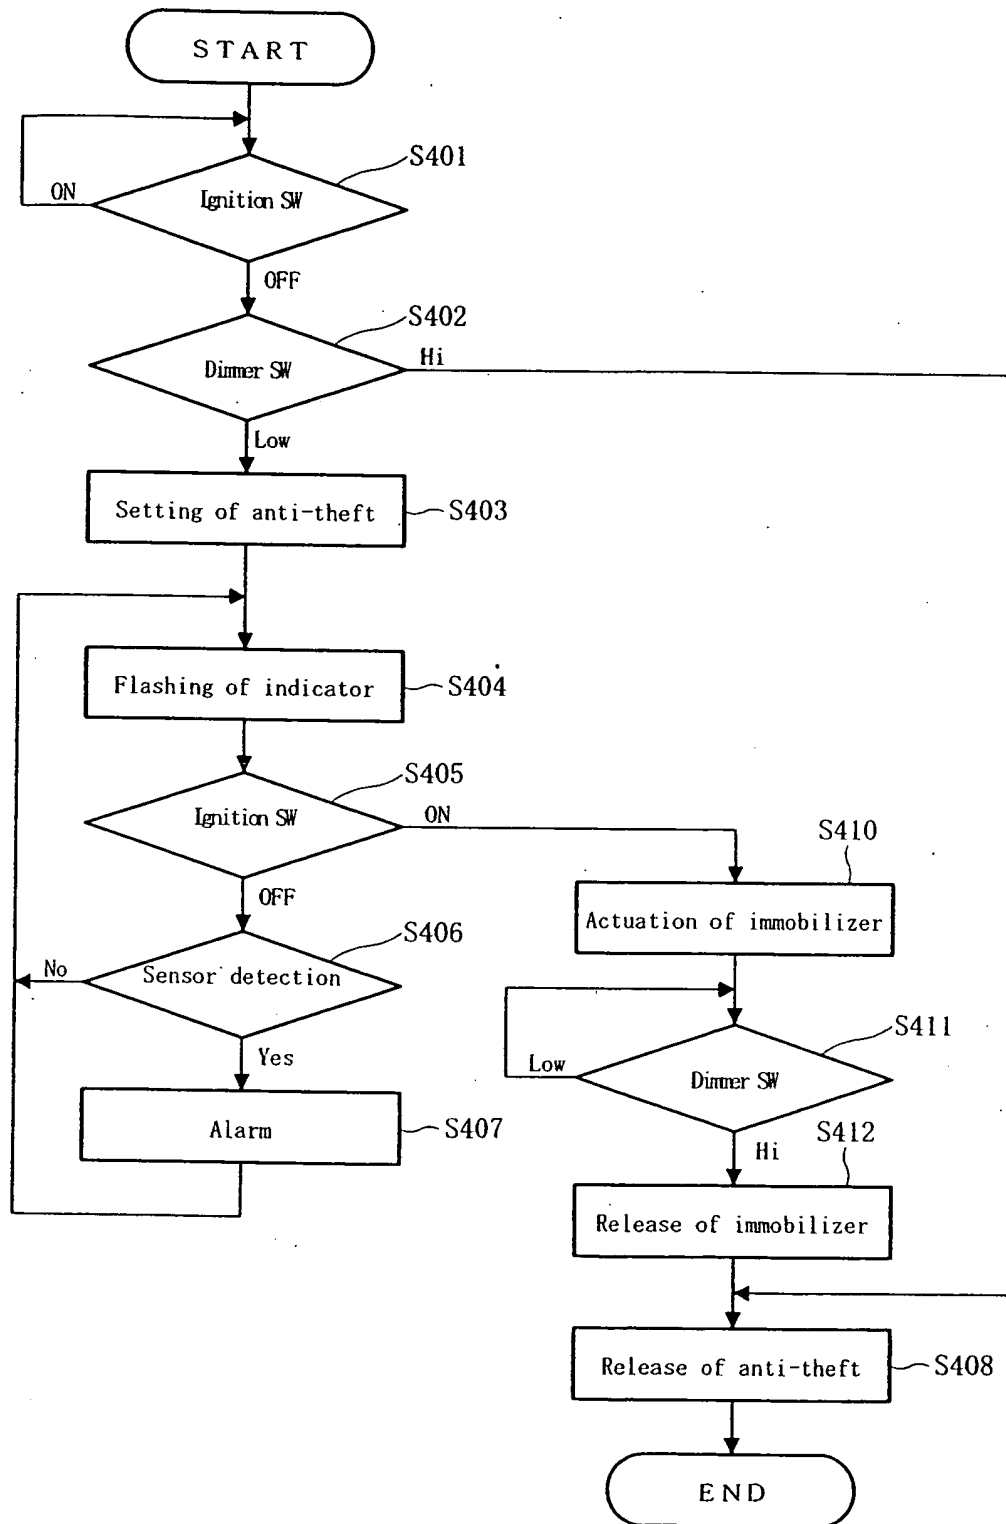 START
S401
ON
Ignition SW
OFF
S402
Dimmer SW
Hi
Low
Setting of anti-theft
S403
Flashing of indicator
S404
S405
Ignition SW
ON
OFF
S410
Actuation of immobilizer
S406
No
Sensor detection
Yes
S411
Low
Dimmer SW
Alarm
S407
S412
Hi
Release of immobilizer
Release of anti-theft
S408
END